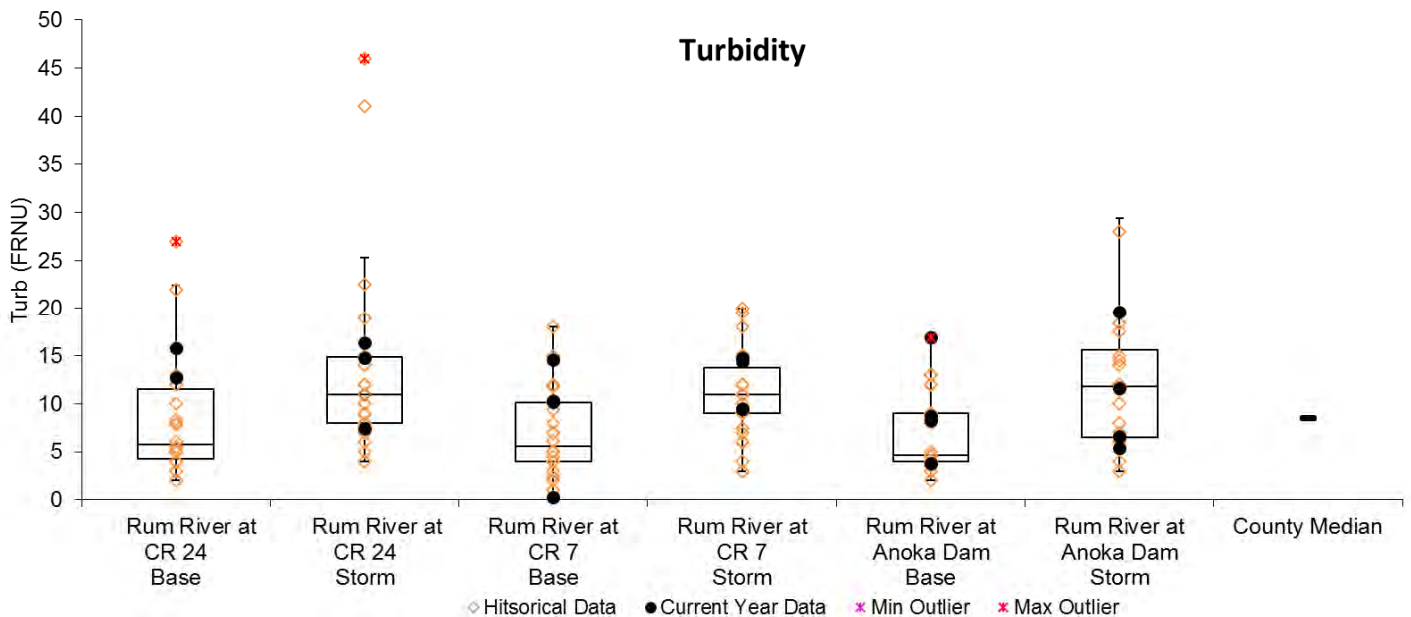 Turbidity
Turb (FRNU)
50
45
40
35
30
25
20
15
10
5
0
Rum River at CR 24 Base
Rum River at CR 24 Storm
Rum River at CR 7 Base
Rum River at CR 7 Storm
Rum River at Anoka Dam Base
Rum River at Anoka Dam Storm
County Median
Hitsorical Data
Current Year Data
Min Outlier
Max Outlier